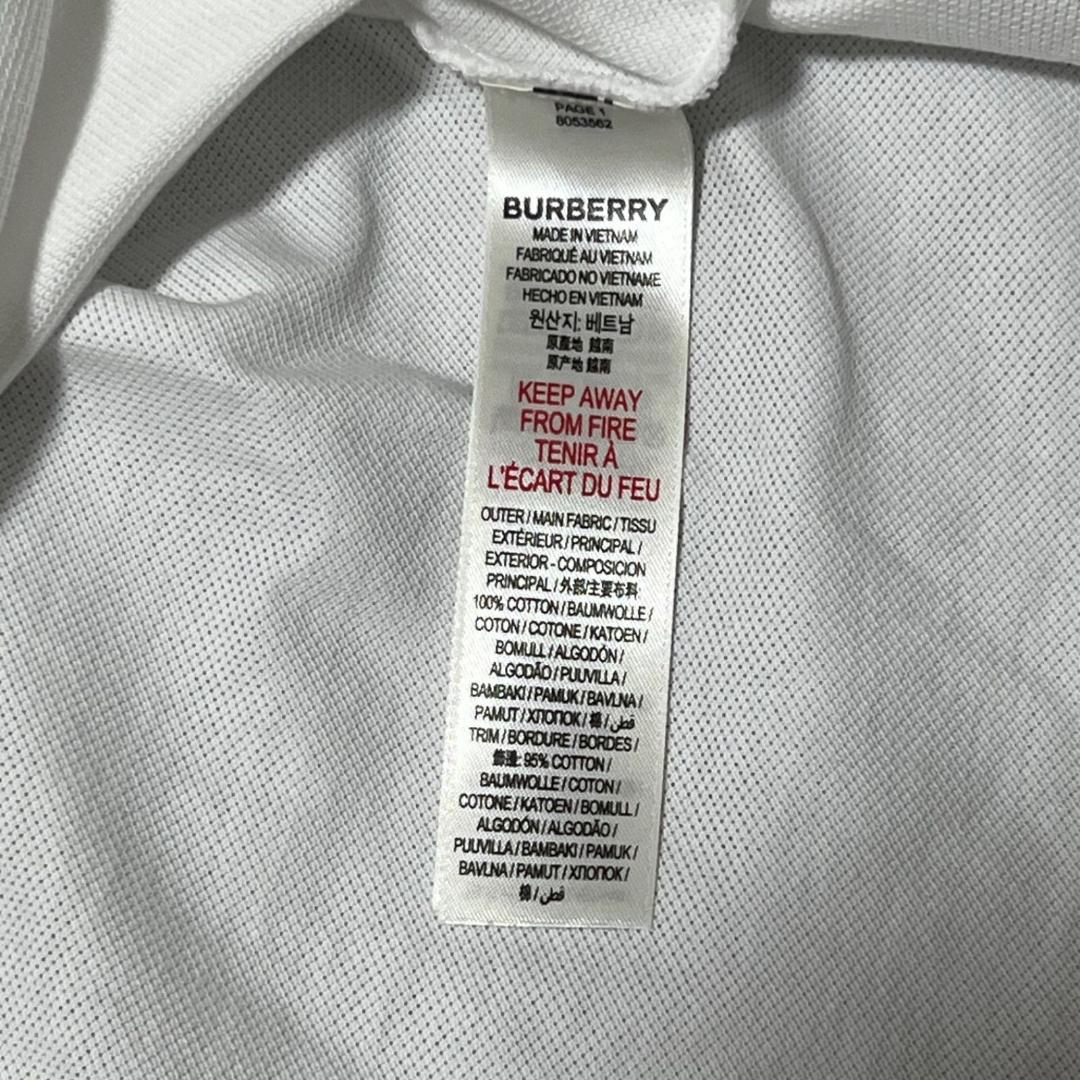 PAGE 1
8053562
BURBERRY
MADE IN VIETNAM
FABRIQUÉ AU VIETNAM
FABRICADO NO VIETNAME
HECHO EN VIETNAM
원산지: 베트남
原產地 越南
原产地 越南
KEEP AWAY
FROM FIRE
TENIR À
L'ÉCART DU FEU
OUTER / MAIN FABRIC / TISSU
EXTÉRIEUR / PRINCIPAL /
EXTERIOR - COMPOSICION
PRINCIPAL / 外部/主要布料:
100% COTTON / BAUMWOLLE /
COTON / COTONE / KATOEN /
BOMULL / ALGODÓN /
ALGODÃO / PUUVILLA /
BAMBAKI / PAMUK / BAVLNA /
PAMUT / ХЛОПОК / 棉 / قطن
TRIM / BORDURE / BORDES /
飾邊: 95% COTTON /
BAUMWOLLE / COTON /
COTONE / KATOEN / BOMULL /
ALGODÓN / ALGODÃO /
PUUVILLA / BAMBAKI / PAMUK /
BAVLNA / PAMUT / ХЛОПОК /
棉 / قطن